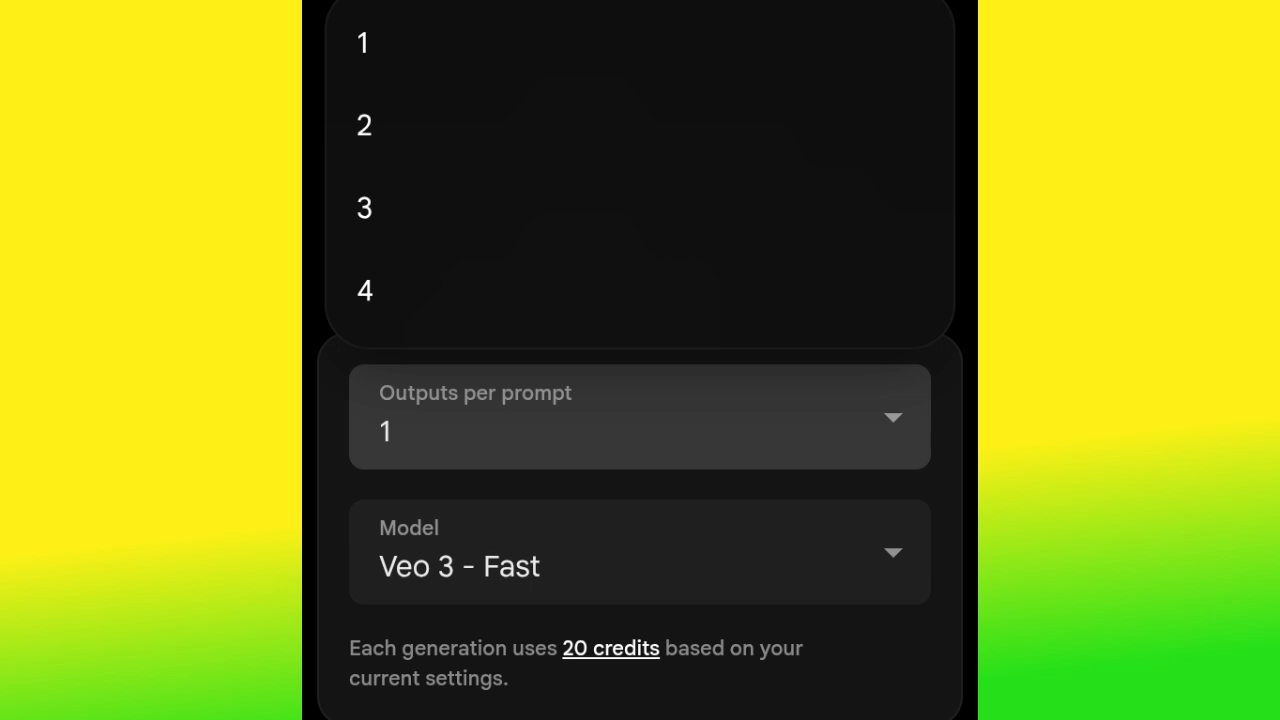 1
2
3
4
Outputs per prompt
1
Model
Veo 3 - Fast
Each generation uses 20 credits based on your
current settings.